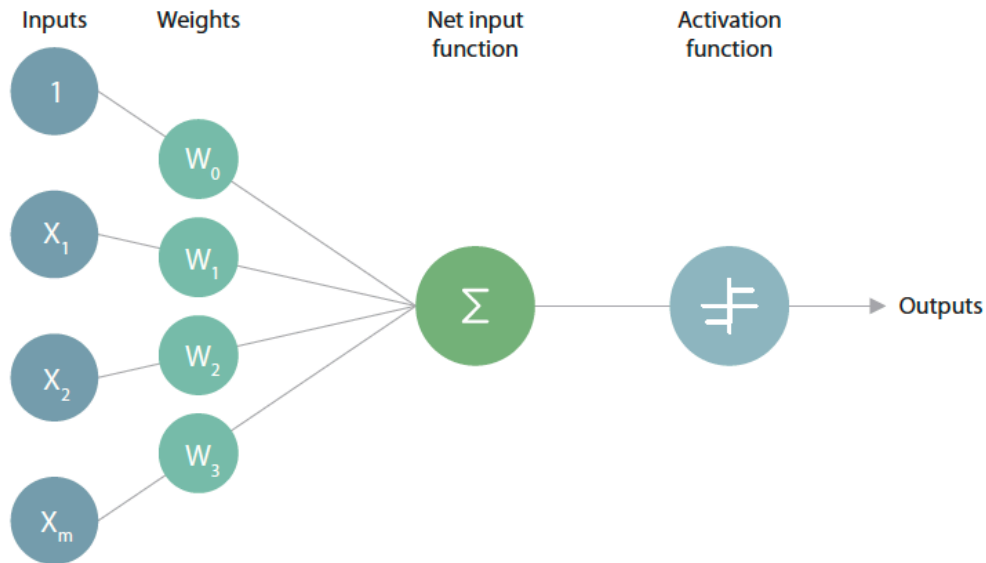 Inputs
Weights
Net input
function
Activation
function
1
W₀
X₁
W₁
X₂
W₂
Xₘ
W₃
Σ
Outputs